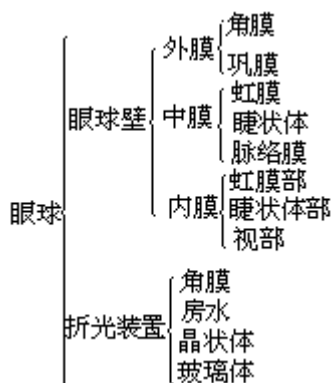 角膜
外膜
巩膜
虹膜
眼球壁
中膜
睫状体
脉络膜
虹膜部
眼球
内膜
睫状体部
视部
角膜
房水
折光装置
晶状体
玻璃体